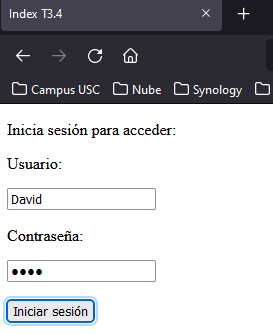 Index T3.4
Campus USC Nube Synology
Inicia sesión para acceder:
Usuario:
David
Contraseña:
●●●●
Iniciar sesión